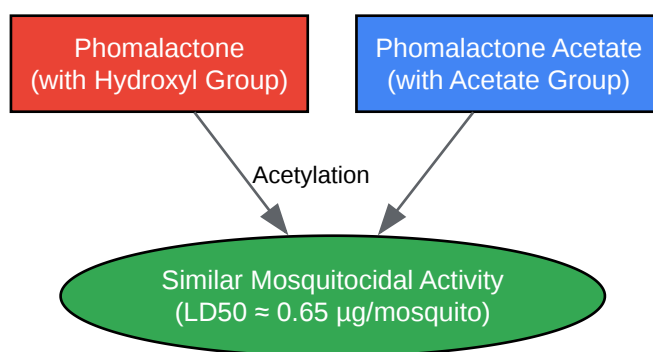 Phomalactone
(with Hydroxyl Group)
Phomalactone Acetate
(with Acetate Group)
Acetylation
Similar Mosquitocidal Activity
(LD50 ≈ 0.65 µg/mosquito)